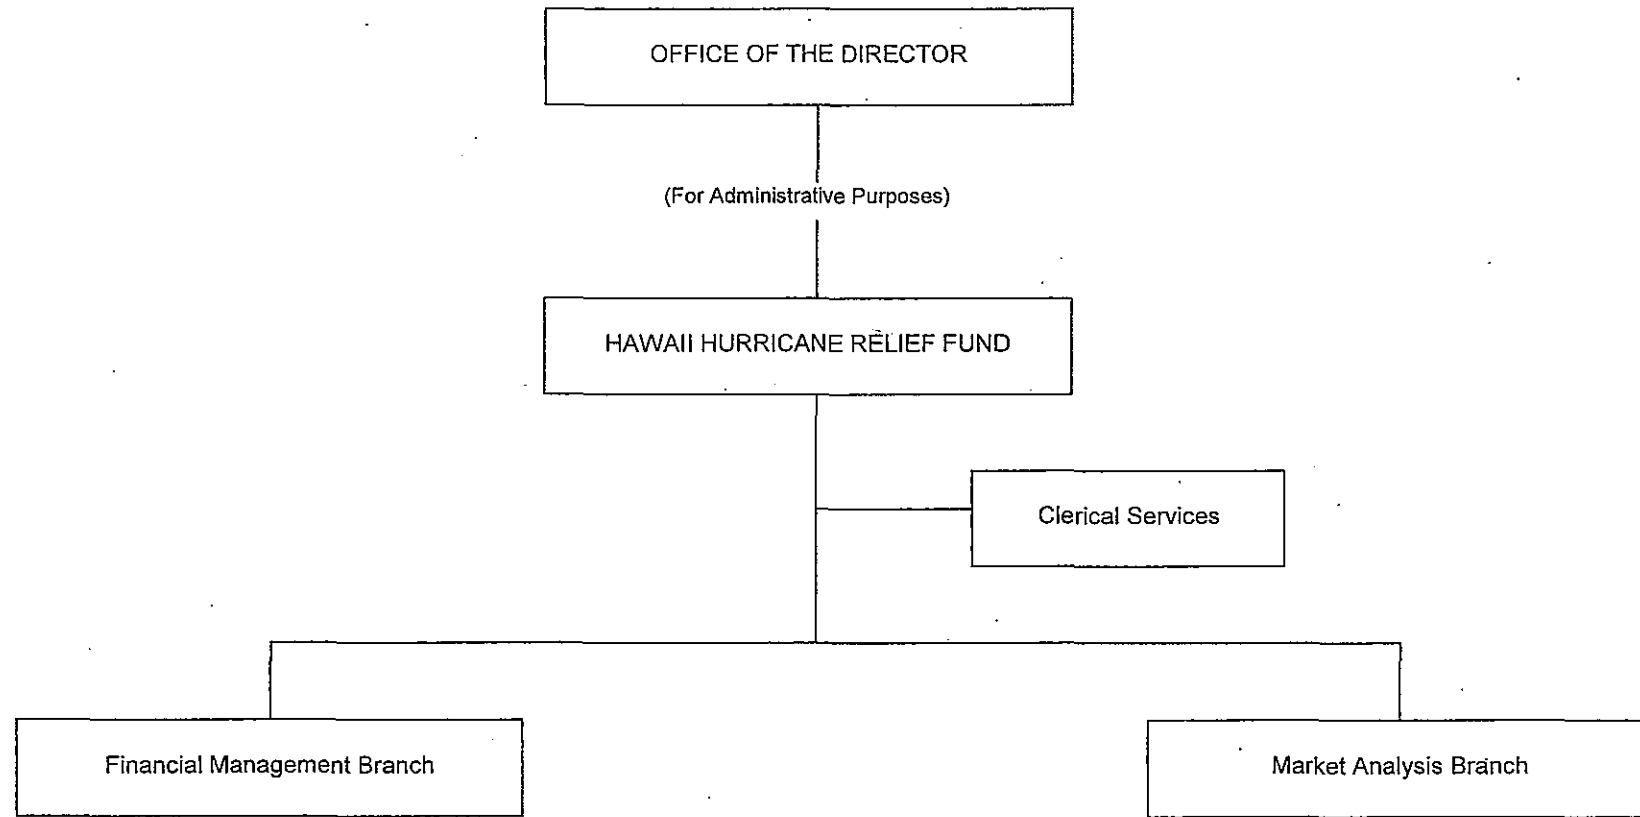 OFFICE OF THE DIRECTOR
(For Administrative Purposes)
HAWAII HURRICANE RELIEF FUND
Clerical Services
Financial Management Branch
Market Analysis Branch